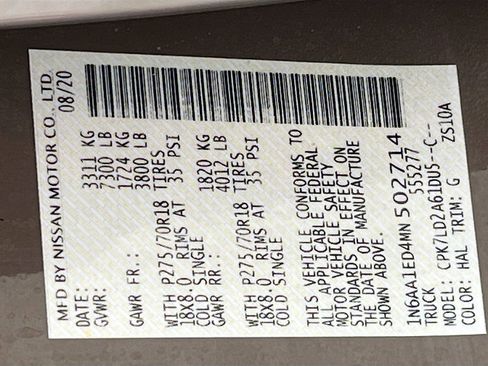 MFD BY NISSAN MOTOR CO., LTD.
DATE: 08/20
GVWR: 3311 KG
7300 LB
GAWR FR.: 1724 KG
3800 LB
WITH P275/70R18 TIRES
18X8.0 RIMS AT 35 PSI
COLD SINGLE
GAWR RR.: 1820 KG
4012 LB
WITH P275/70R18 TIRES
18X8.0 RIMS AT 35 PSI
COLD SINGLE
THIS VEHICLE CONFORMS TO
ALL APPLICABLE FEDERAL
MOTOR VEHICLE SAFETY
STANDARDS IN EFFECT ON
THE DATE OF MANUFACTURE
SHOWN ABOVE.
1N6AA1ED4MN502714
TRUCK 555277
MODEL: CPK7LD2A61DU5--C--
COLOR: HAL TRIM: G ZS10A